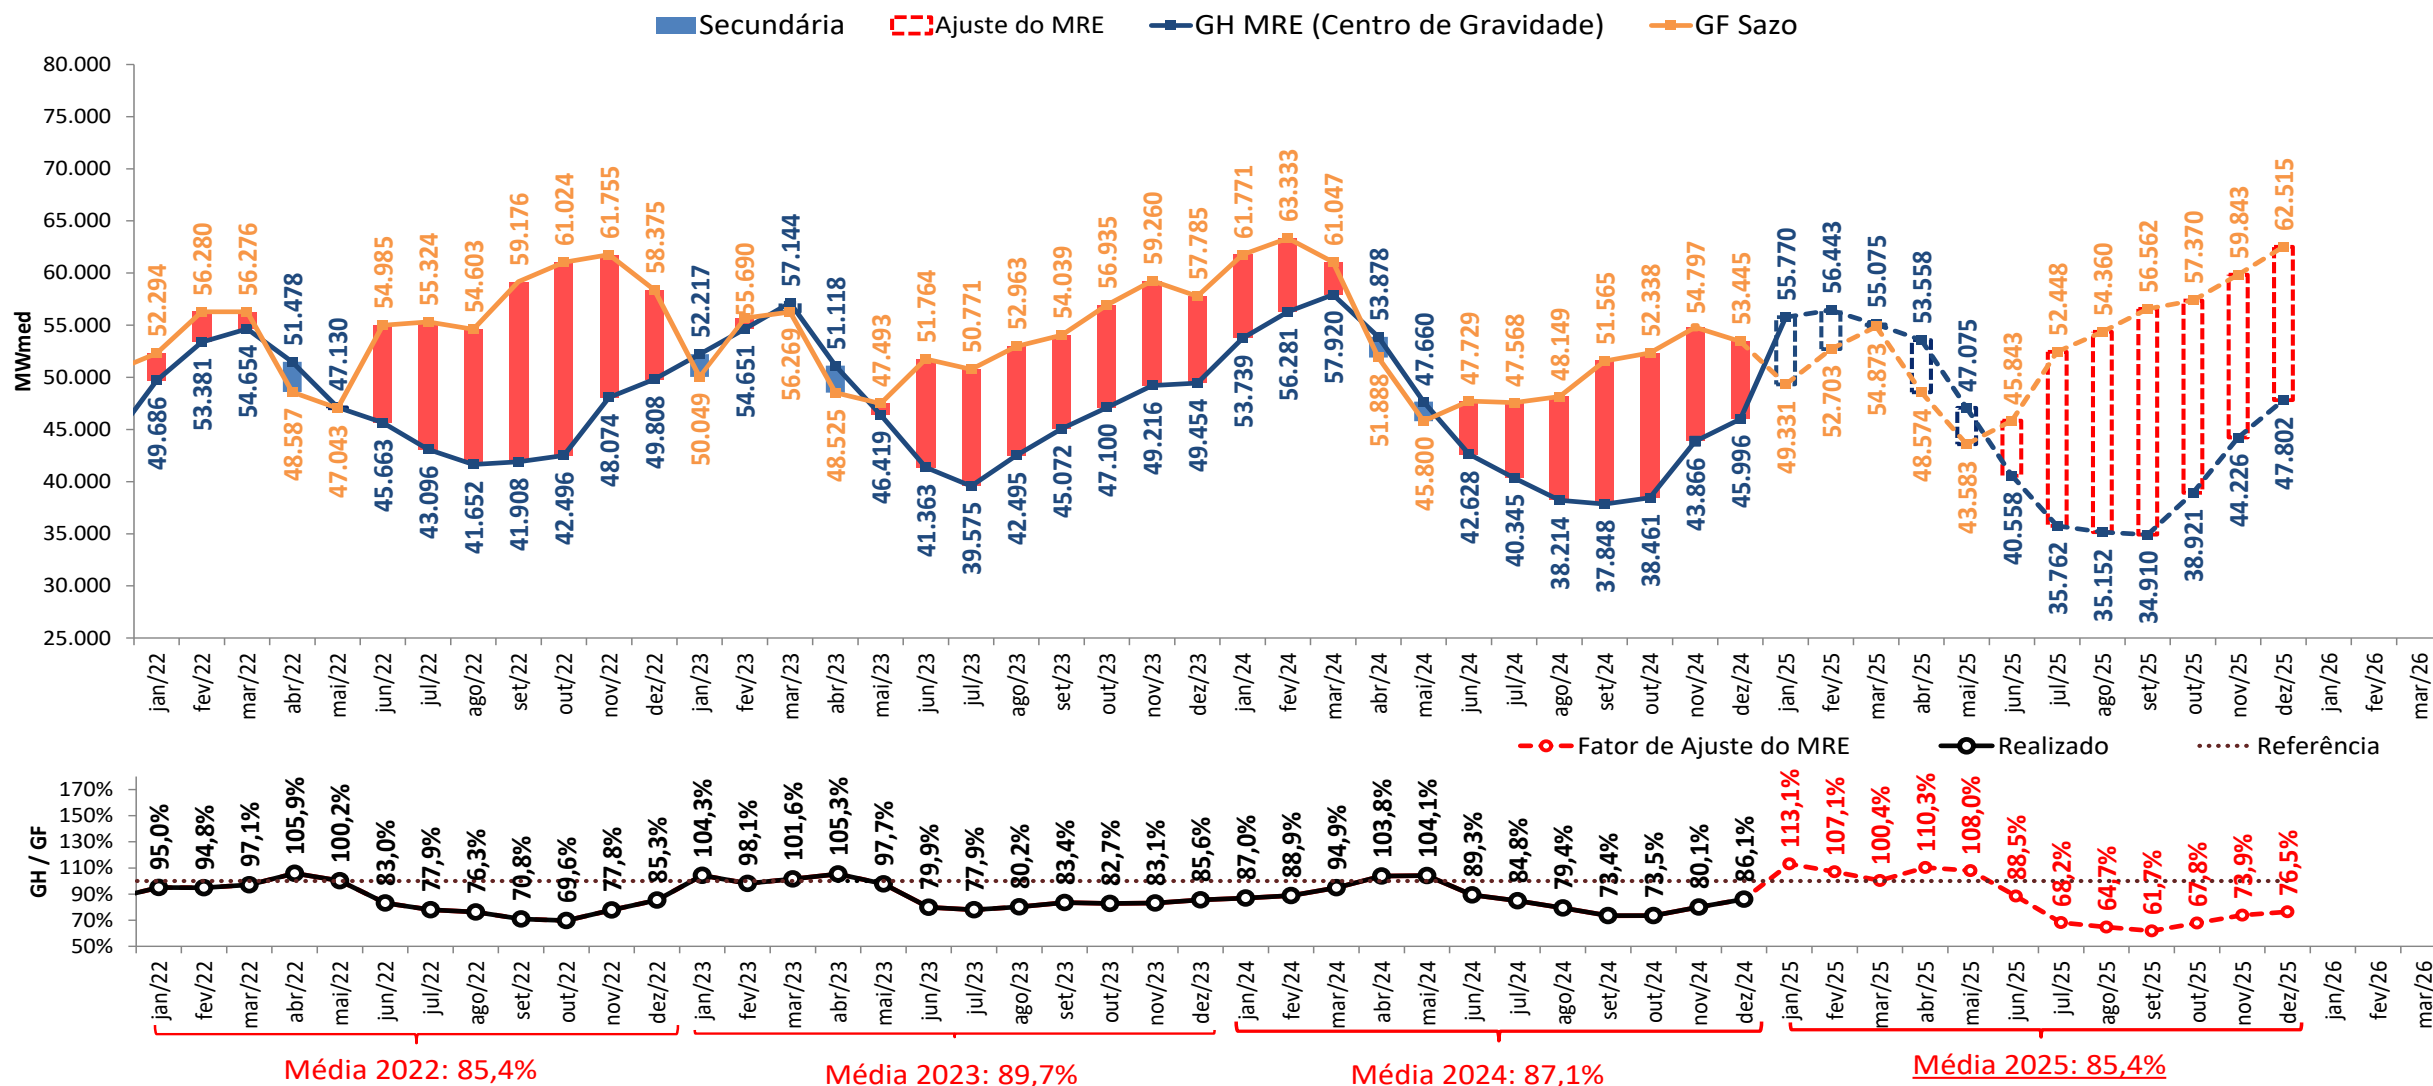 Secundária Ajuste do MRE GH MRE (Centro de Gravidade) GF Sazo
MWmed
80.000
75.000
70.000
65.000
60.000
55.000
50.000
45.000
40.000
35.000
30.000
25.000
52.294 56.280 56.276 48.587 47.043 54.985 55.324 54.603 59.176 61.024 61.755 58.375 50.049 55.690 56.269 48.525 47.493 51.764 50.771 52.963 54.039 56.935 59.260 57.785 61.771 63.333 61.047 51.888 45.800 47.729 47.568 48.149 51.565 52.338 54.797 53.445 49.331 52.703 54.873 48.574 43.583 45.843 52.448 54.360 56.562 57.370 59.843 62.515
49.686 53.381 54.654 51.478 47.130 45.663 43.096 41.652 41.908 42.496 48.074 49.808 52.217 54.651 57.144 51.118 46.419 41.363 39.575 42.495 45.072 47.100 49.216 49.454 53.739 56.281 57.920 53.878 47.660 42.628 40.345 38.214 37.848 38.461 43.866 45.996 55.770 56.443 55.075 53.558 47.075 40.558 35.762 35.152 34.910 38.921 44.226 47.802
jan/22 fev/22 mar/22 abr/22 mai/22 jun/22 jul/22 ago/22 set/22 out/22 nov/22 dez/22 jan/23 fev/23 mar/23 abr/23 mai/23 jun/23 jul/23 ago/23 set/23 out/23 nov/23 dez/23 jan/24 fev/24 mar/24 abr/24 mai/24 jun/24 jul/24 ago/24 set/24 out/24 nov/24 dez/24 jan/25 fev/25 mar/25 abr/25 mai/25 jun/25 jul/25 ago/25 set/25 out/25 nov/25 dez/25 jan/26 fev/26 mar/26
Fator de Ajuste do MRE Realizado Referência
GH / GF
170%
150%
130%
110%
90%
70%
50%
95,0% 94,8% 97,1% 105,9% 100,2% 83,0% 77,9% 76,3% 70,8% 69,6% 77,8% 85,3% 104,3% 98,1% 101,6% 105,3% 97,7% 79,9% 77,9% 80,2% 83,4% 82,7% 83,1% 85,6% 87,0% 88,9% 94,9% 103,8% 104,1% 89,3% 84,8% 79,4% 73,4% 73,5% 80,1% 86,1% 113,1% 107,1% 100,4% 110,3% 108,0% 88,5% 68,2% 64,7% 61,7% 67,8% 73,9% 76,5%
jan/22 fev/22 mar/22 abr/22 mai/22 jun/22 jul/22 ago/22 set/22 out/22 nov/22 dez/22 jan/23 fev/23 mar/23 abr/23 mai/23 jun/23 jul/23 ago/23 set/23 out/23 nov/23 dez/23 jan/24 fev/24 mar/24 abr/24 mai/24 jun/24 jul/24 ago/24 set/24 out/24 nov/24 dez/24 jan/25 fev/25 mar/25 abr/25 mai/25 jun/25 jul/25 ago/25 set/25 out/25 nov/25 dez/25 jan/26 fev/26 mar/26
Média 2022: 85,4% Média 2023: 89,7% Média 2024: 87,1% Média 2025: 85,4%